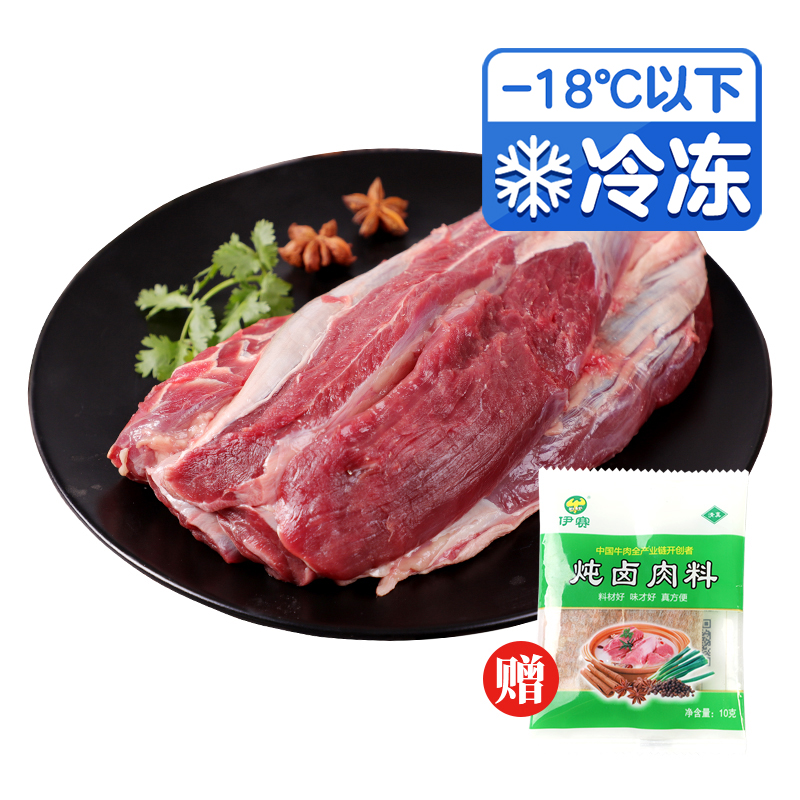 -18℃以下
冷冻
伊赛
清真
中国牛肉全产业链开创者
炖卤肉料
料材好 味才好 真方便
赠
净含量：10克